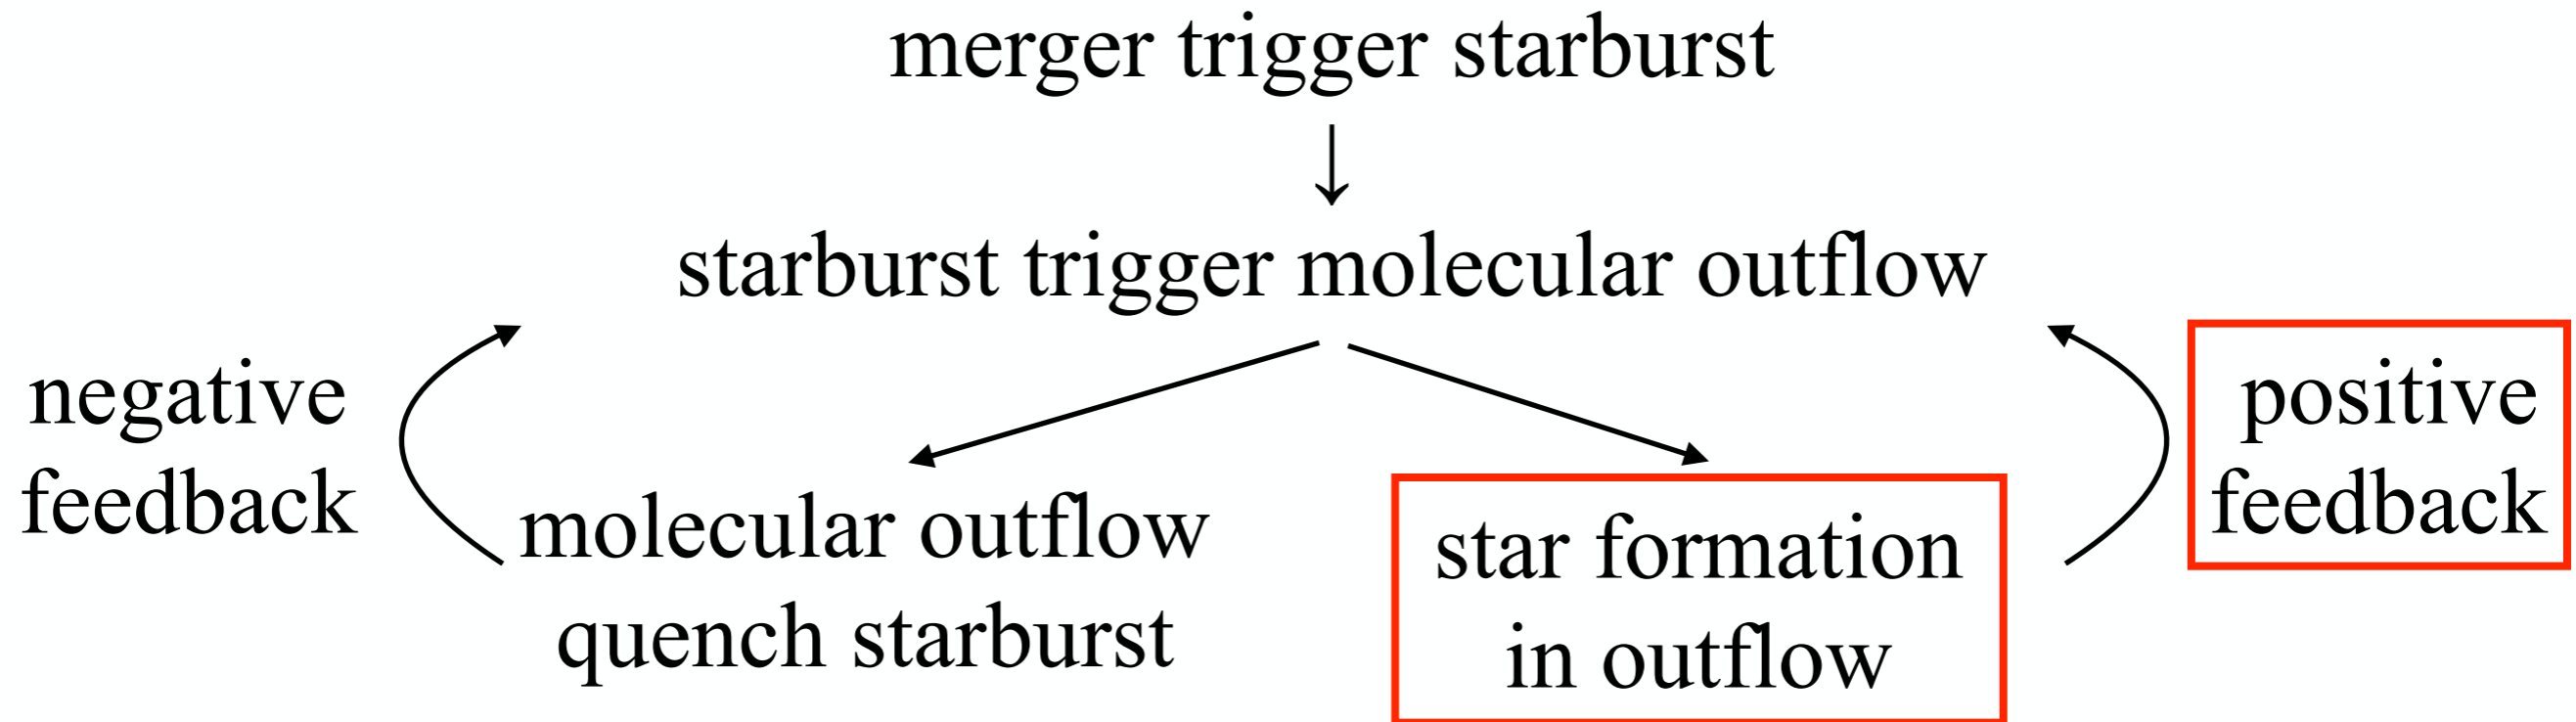 merger trigger starburst
↓
starburst trigger molecular outflow
negative
feedback
molecular outflow
quench starburst
star formation
in outflow
positive
feedback